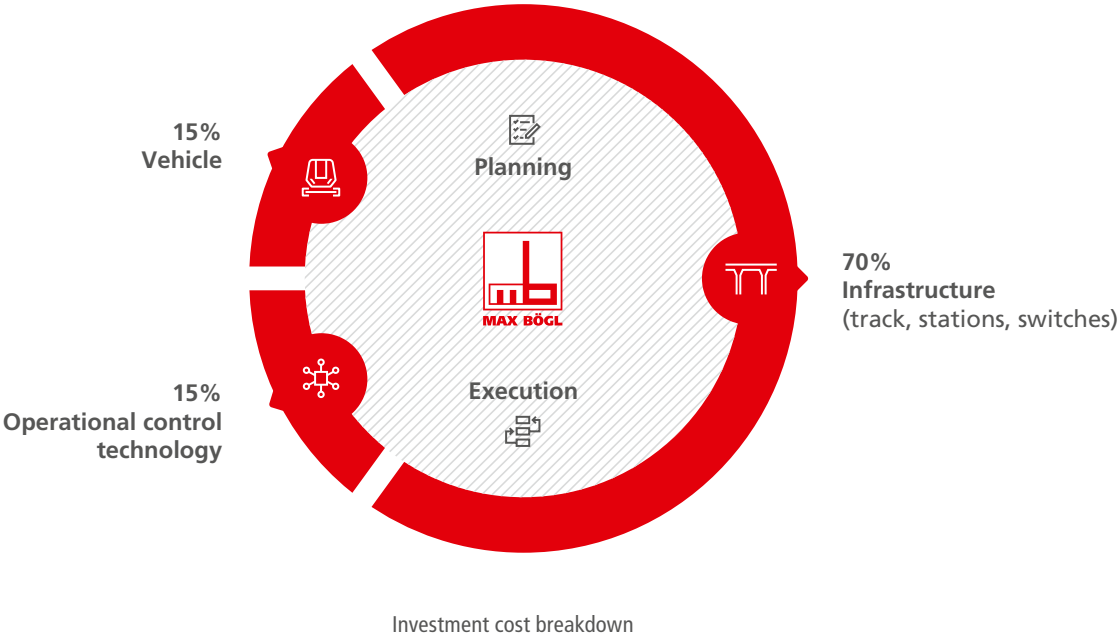 15%
Vehicle
Planning
MAX BÖGL
70%
Infrastructure
(track, stations, switches)
Execution
15%
Operational control
technology
Investment cost breakdown